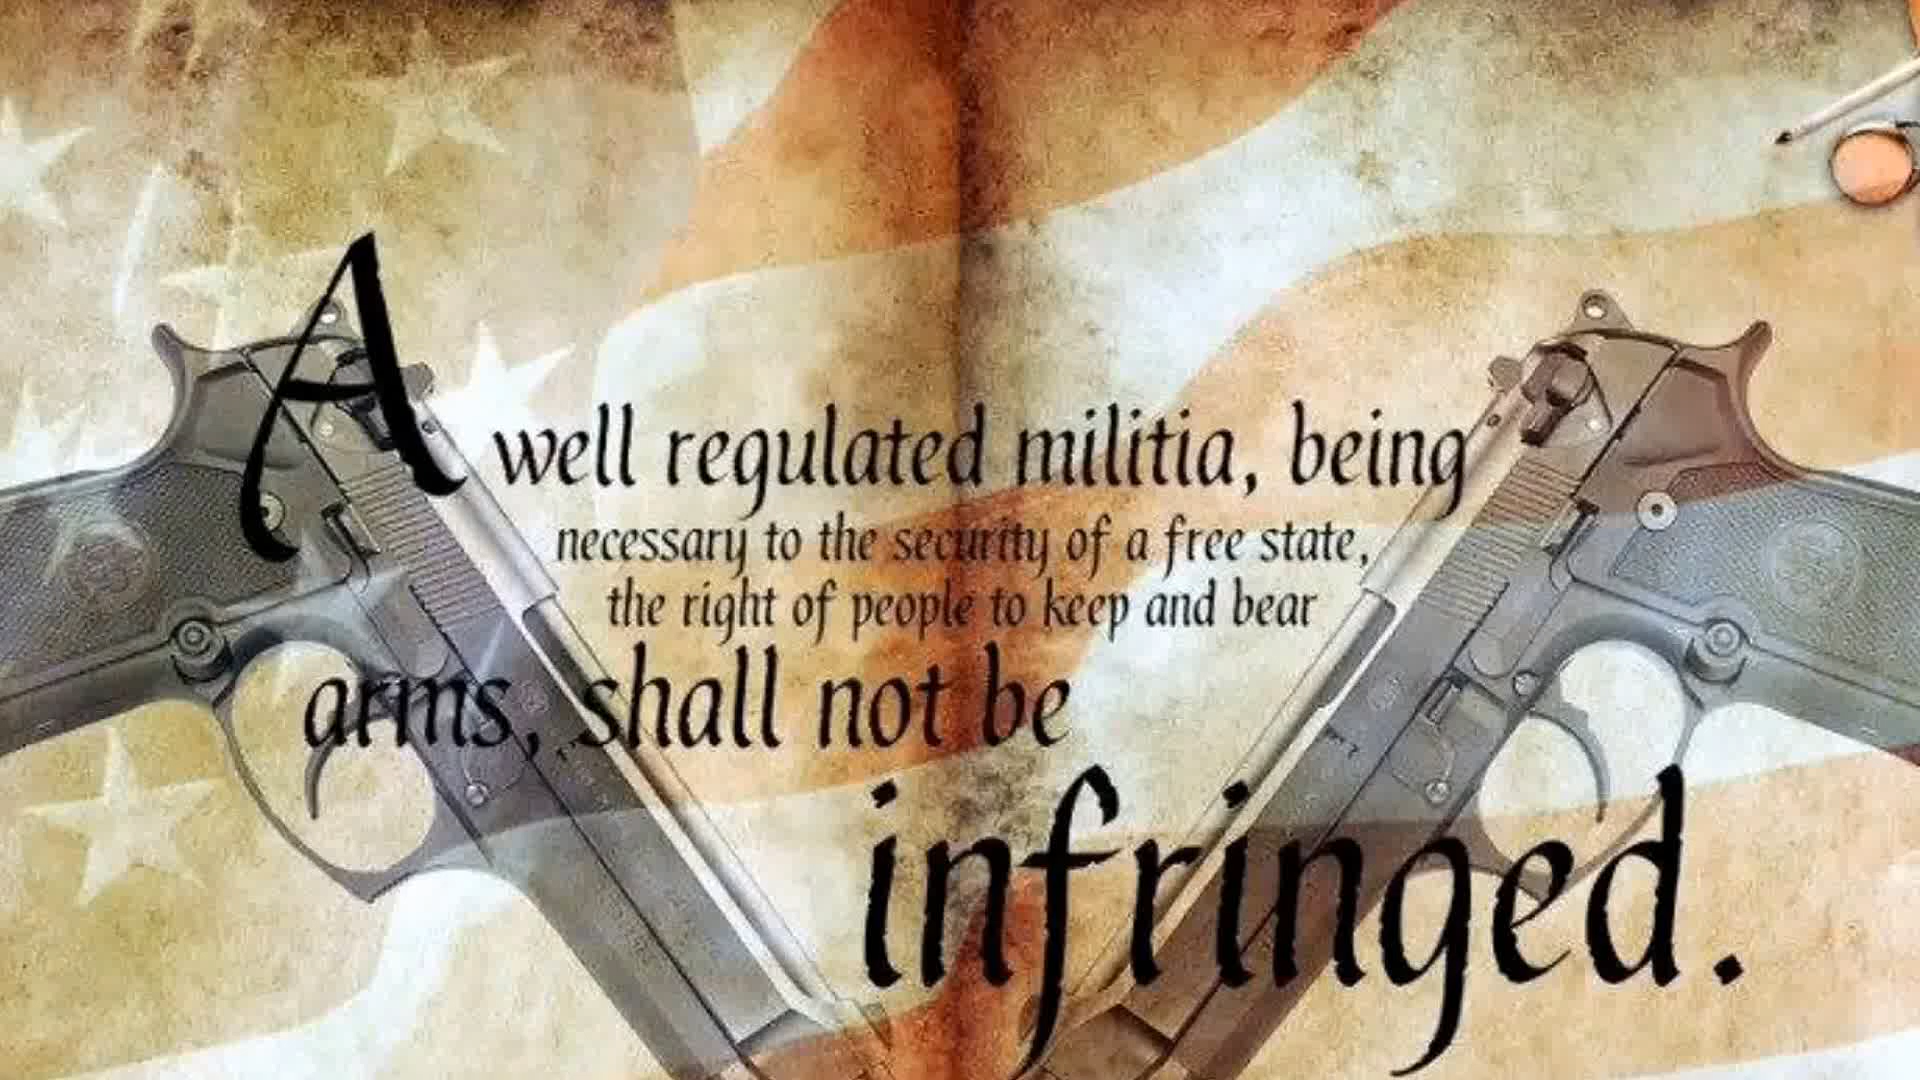 A well regulated militia, being
necessary to the security of a free state,
the right of people to keep and bear
arms, shall not be
infringed.